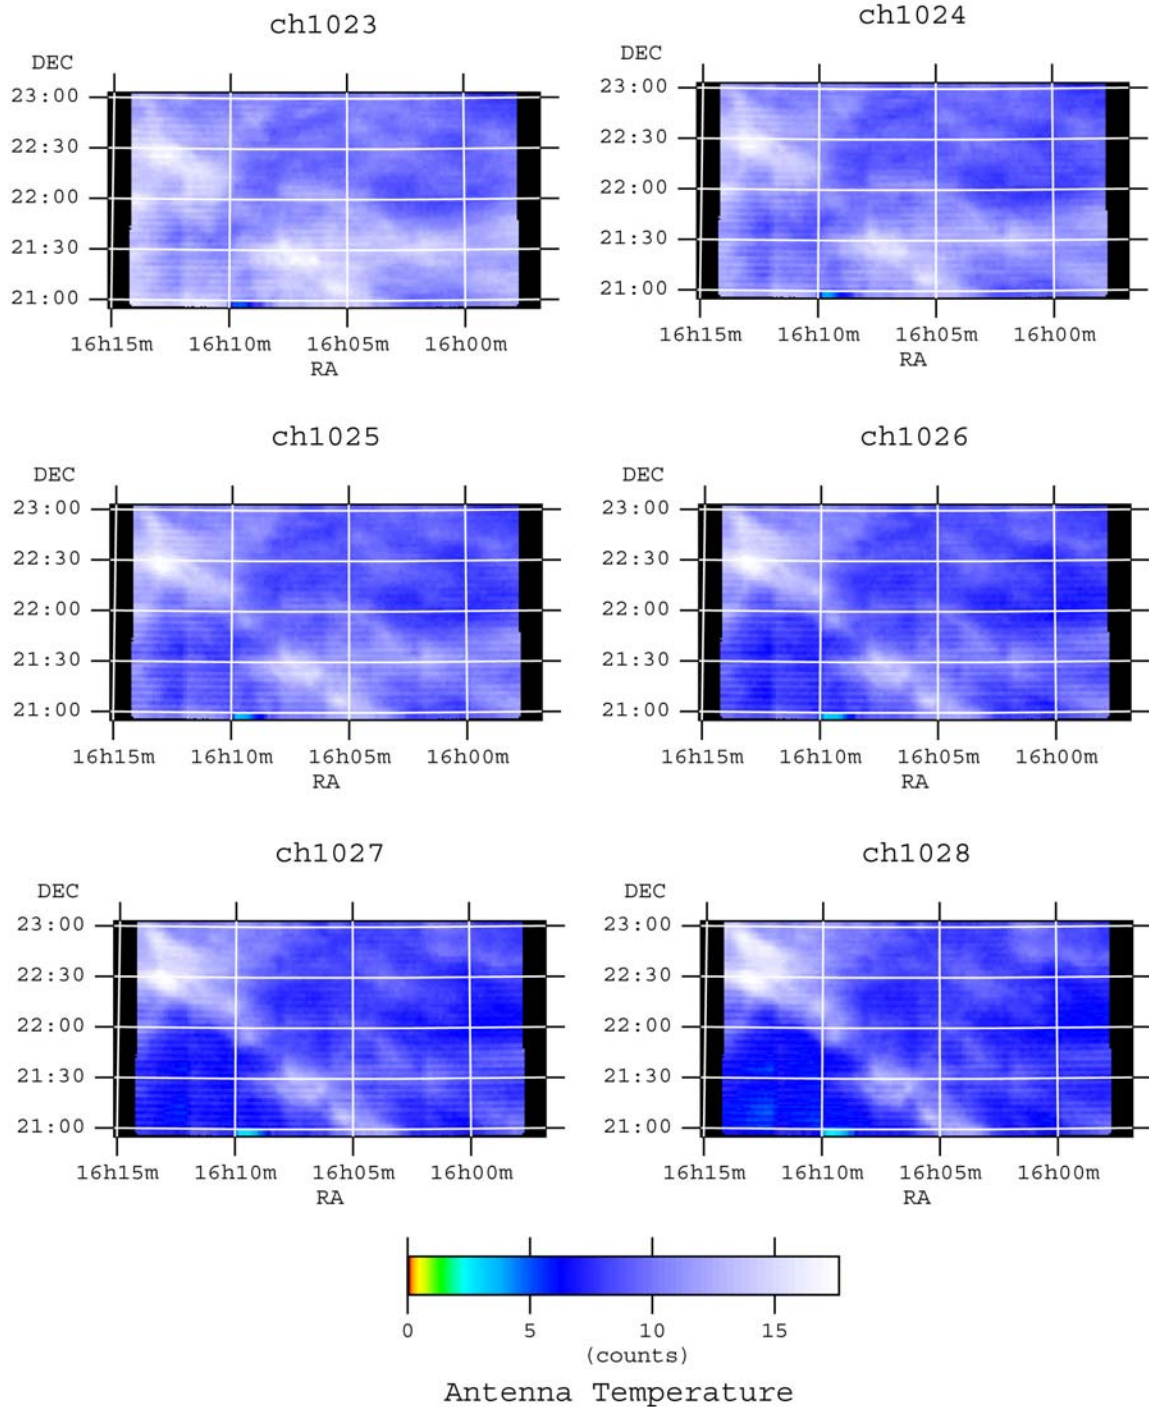 ch1023
DEC
23:00
22:30
22:00
21:30
21:00
16h15m 16h10m 16h05m 16h00m
RA
ch1024
DEC
23:00
22:30
22:00
21:30
21:00
16h15m 16h10m 16h05m 16h00m
RA
ch1025
DEC
23:00
22:30
22:00
21:30
21:00
16h15m 16h10m 16h05m 16h00m
RA
ch1026
DEC
23:00
22:30
22:00
21:30
21:00
16h15m 16h10m 16h05m 16h00m
RA
ch1027
DEC
23:00
22:30
22:00
21:30
21:00
16h15m 16h10m 16h05m 16h00m
RA
ch1028
DEC
23:00
22:30
22:00
21:30
21:00
16h15m 16h10m 16h05m 16h00m
RA
0 5 10 15
(counts)
Antenna Temperature